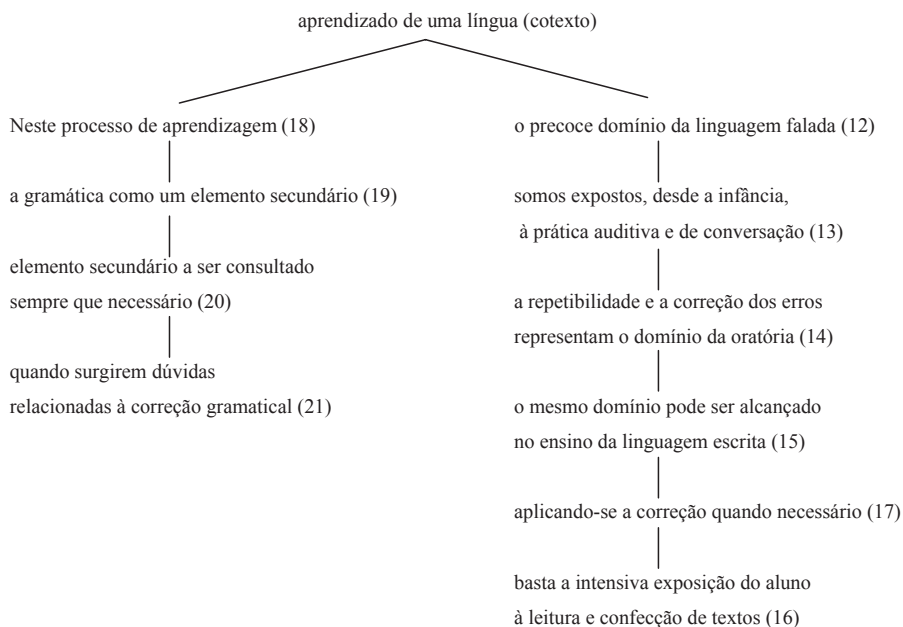 aprendizado de uma língua (cotexto)
Neste processo de aprendizagem (18)
a gramática como um elemento secundário (19)
elemento secundário a ser consultado
sempre que necessário (20)
quando surgirem dúvidas
relacionadas à correção gramatical (21)
o precoce domínio da linguagem falada (12)
somos expostos, desde a infância,
à prática auditiva e de conversação (13)
a repetibilidade e a correção dos erros
representam o domínio da oratória (14)
o mesmo domínio pode ser alcançado
no ensino da linguagem escrita (15)
aplicando-se a correção quando necessário (17)
basta a intensiva exposição do aluno
à leitura e confecção de textos (16)